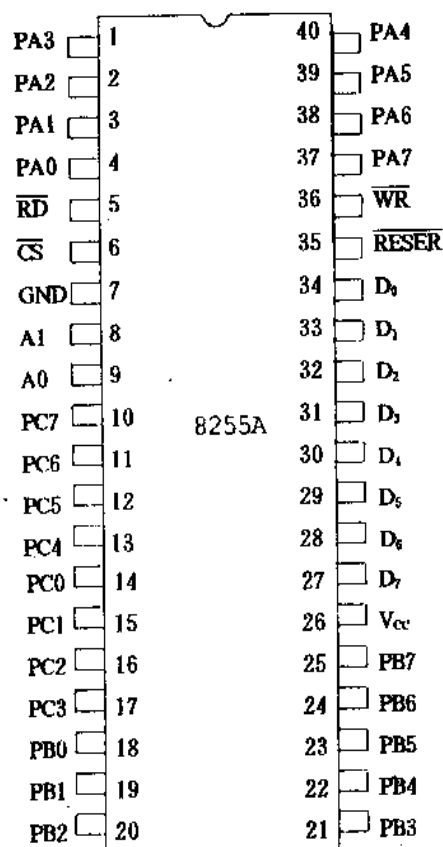 PA3 1 40 PA4
PA2 2 39 PA5
PA1 3 38 PA6
PA0 4 37 PA7
R̅D̅ 5 36 W̅R̅
C̅S̅ 6 35 R̅E̅S̅E̅R̅
GND 7 34 D₀
A1 8 33 D₁
A0 9 32 D₂
PC7 10 8255A 31 D₃
PC6 11 30 D₄
PC5 12 29 D₅
PC4 13 28 D₆
PC0 14 27 D₇
PC1 15 26 Vcc
PC2 16 25 PB7
PC3 17 24 PB6
PB0 18 23 PB5
PB1 19 22 PB4
PB2 20 21 PB3